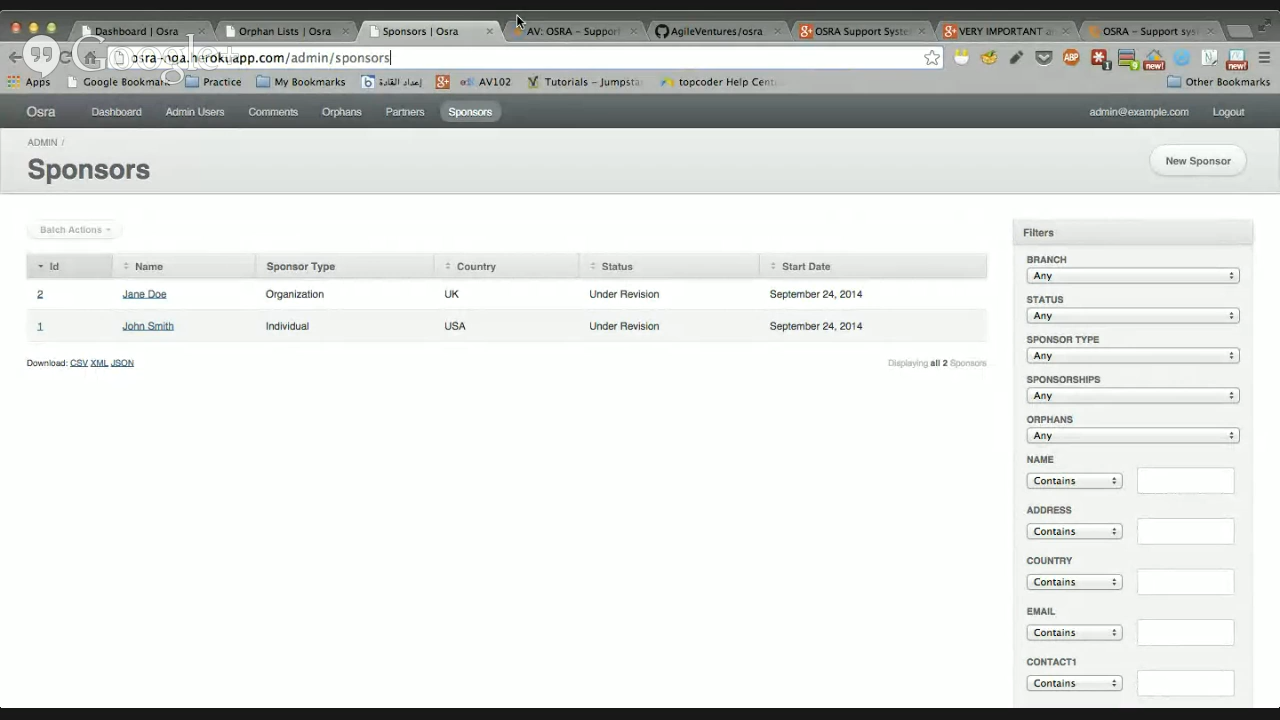 Dashboard | Osra
Orphan Lists | Osra
Sponsors | Osra
AV: OSRA – Support
AgileVentures/osra
OSRA Support System
VERY IMPORTANT
OSRA – Support sys
Google+
.herokuapp.com/admin/sponsors
Apps
Google Bookmark
Practice
My Bookmarks
إعداد القادة
AV102
Tutorials – Jumpstar
topcoder Help Cent
Other Bookmarks
Osra
Dashboard
Admin Users
Comments
Orphans
Partners
Sponsors
admin@example.com
Logout
ADMIN /
Sponsors
New Sponsor
Batch Actions
Id Name Sponsor Type Country Status Start Date
2 Jane Doe Organization UK Under Revision September 24, 2014
1 John Smith Individual USA Under Revision September 24, 2014
Download: CSV XML JSON
Displaying all 2 Sponsors
Filters
BRANCH
Any
STATUS
Any
SPONSOR TYPE
Any
SPONSORSHIPS
Any
ORPHANS
Any
NAME
Contains
ADDRESS
Contains
COUNTRY
Contains
EMAIL
Contains
CONTACT1
Contains